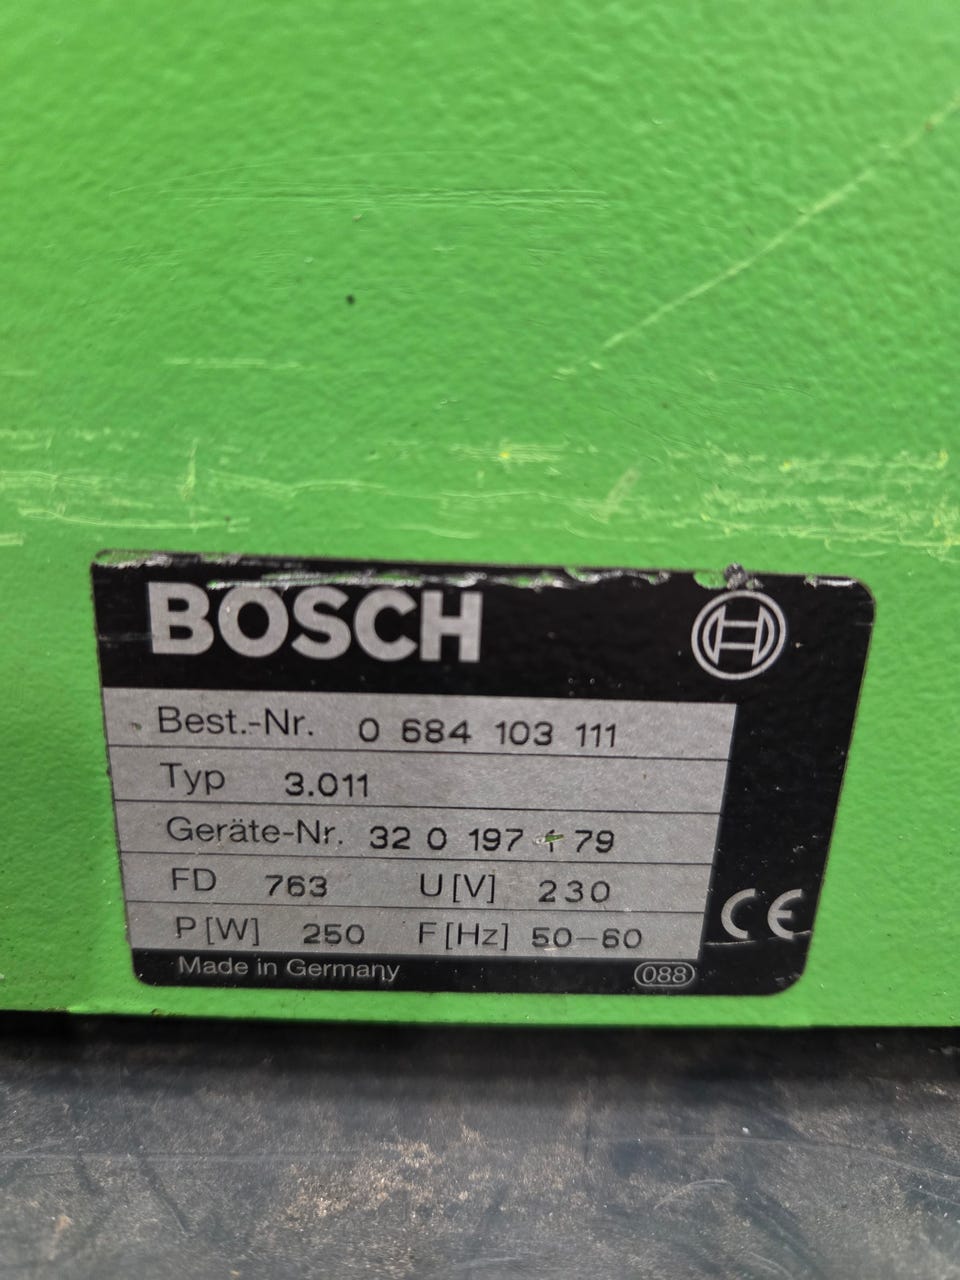 BOSCH
Best.-Nr. 0 684 103 111
Typ 3.011
Geräte-Nr. 32 0 197 79
FD 763 U[V] 230
P[W] 250 F[Hz] 50-60
CE
Made in Germany 088